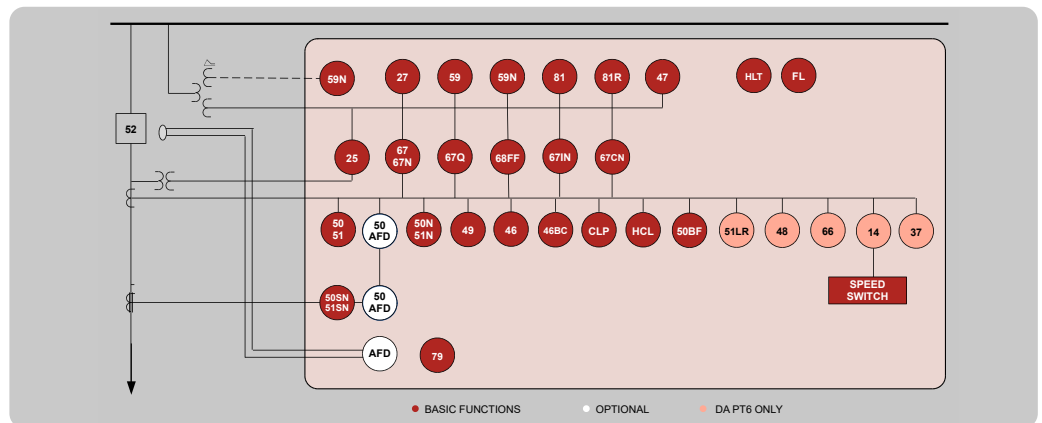 59N
27
59
59N
81
81R
47
HLT
FL
52
25
67
67N
67Q
68FF
67IN
67CN
50
51
50
AFD
50N
51N
49
46
46BC
CLP
HCL
50BF
51LR
48
66
14
37
50SN
51SN
50
AFD
SPEED
SWITCH
AFD
79
BASIC FUNCTIONS
OPTIONAL
DA PT6 ONLY